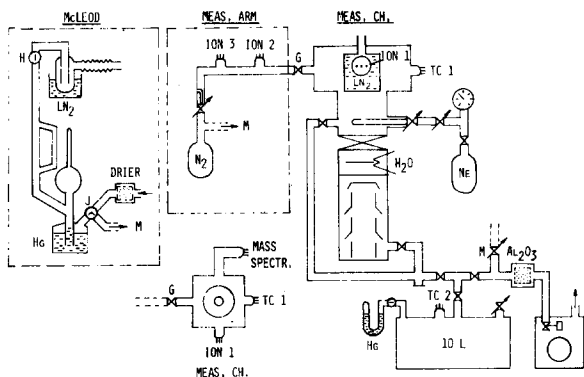 McLEOD
MEAS. ARM
MEAS. CH.
ION 3
ION 2
ION 1
H
G
TC 1
LN2
LN2
M
N2
H2O
NE
DRIER
J
M
HG
MASS
SPECTR.
M
AL2O3
G
TC 1
TC 2
ION 1
HG
10 L
MEAS. CH.